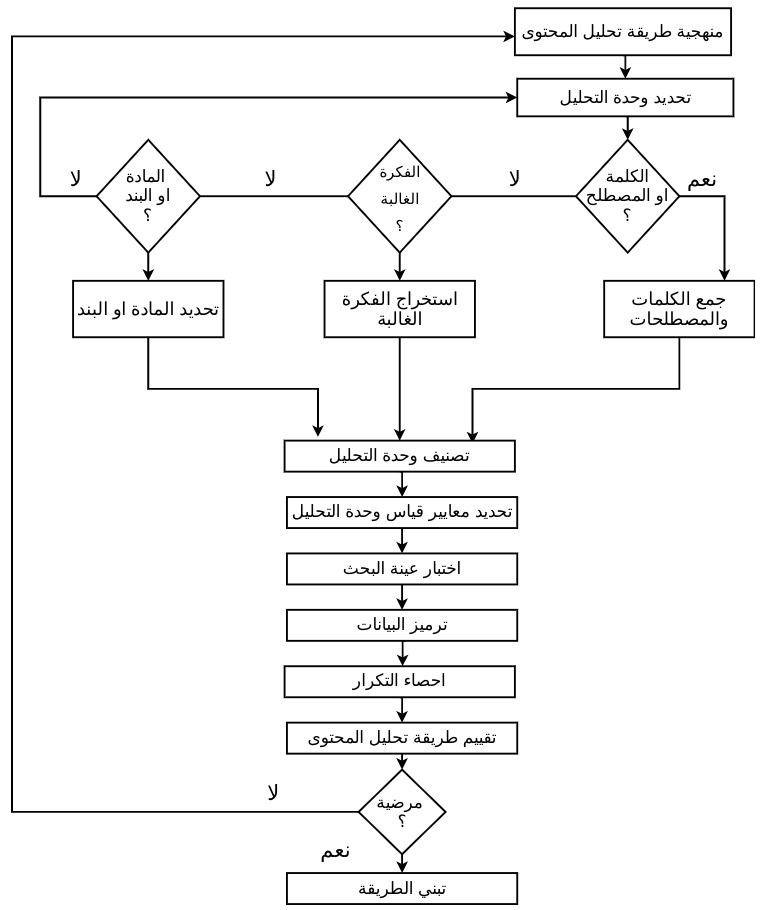 منهجية طريقة تحليل المحتوى
تحديد وحدة التحليل
الكلمة
او المصطلح
؟
نعم
لا
الفكرة
الغالبة
؟
لا
المادة
او البند
؟
لا
جمع الكلمات
والمصطلحات
استخراج الفكرة
الغالبة
تحديد المادة او البند
تصنيف وحدة التحليل
تحديد معايير قياس وحدة التحليل
اختبار عينة البحث
ترميز البيانات
احصاء التكرار
تقييم طريقة تحليل المحتوى
مرضية
؟
لا
نعم
تبني الطريقة